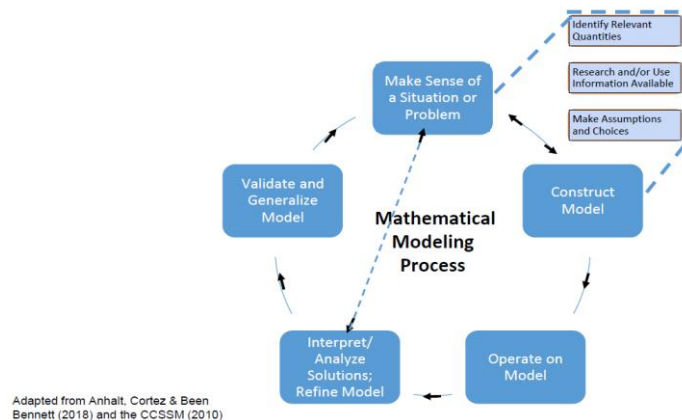 Identify Relevant
Quantities
Research and/or Use
Information Available
Make Assumptions
and Choices
Make Sense of
a Situation or
Problem
Validate and
Generalize
Model
Construct
Model
Mathematical
Modeling
Process
Interpret/
Analyze
Solutions;
Refine Model
Operate on
Model
Adapted from Anhalt, Cortez & Been
Bennett (2018) and the CCSSM (2010)